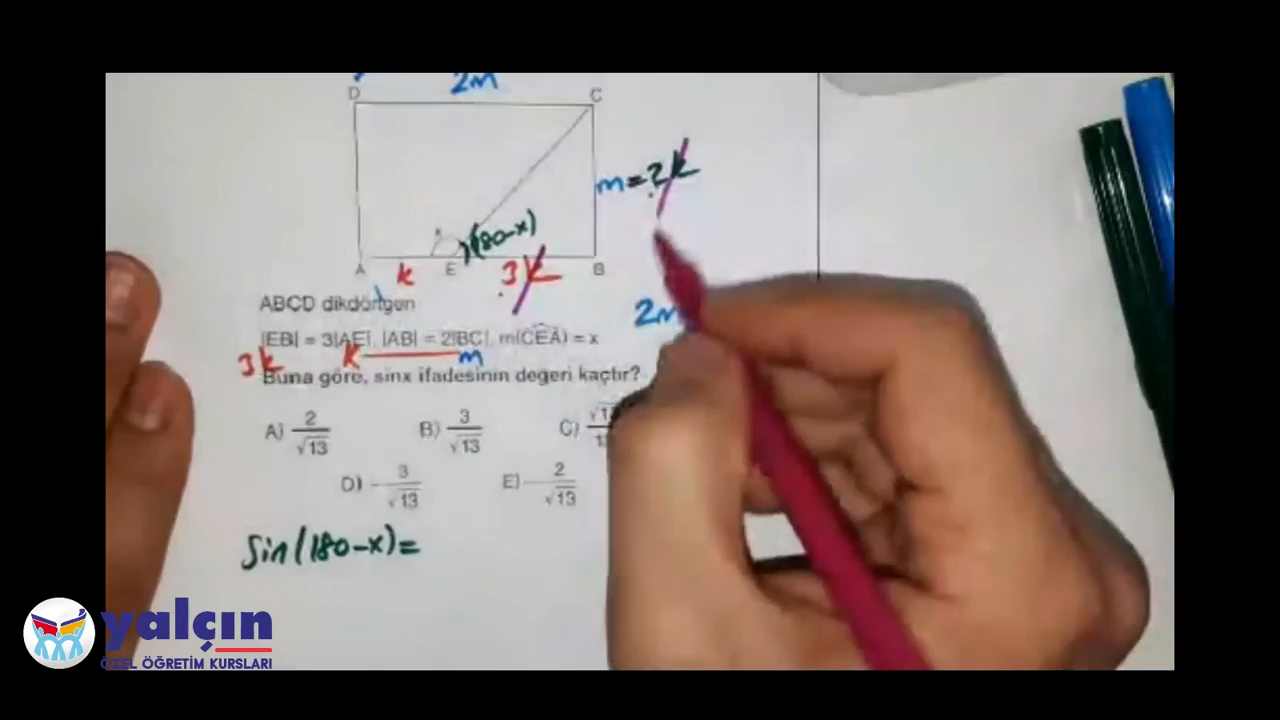 2m
D C
m=2k
x (180-x)
A k E 3k B
ABCD dikdörtgen
2m
|EB| = 3|AE|, |AB| = 2|BC|, m(CEA) = x
3k k m
Buna göre, sinx ifadesinin değeri kaçtır?
A) 2/√13 B) 3/√13 C)
D) -3/√13 E) -2/√13
Sin(180-x)=
yalçın
ÖZEL ÖĞRETİM KURSLARI